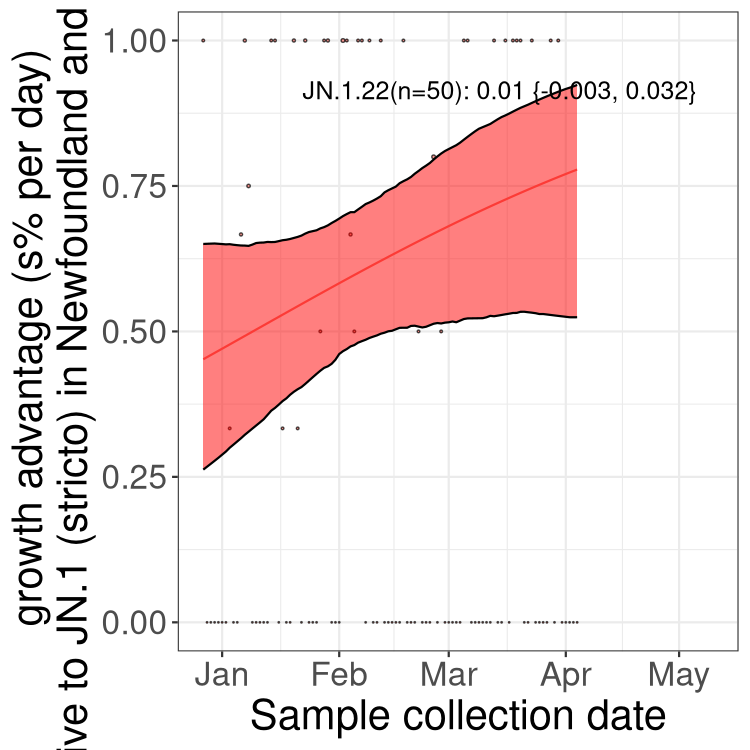 growth advantage (s% per day)
to JN.1 (stricto) in Newfoundland and
1.00
0.75
0.50
0.25
0.00
JN.1.22(n=50): 0.01 {-0.003, 0.032}
Jan Feb Mar Apr May
Sample collection date